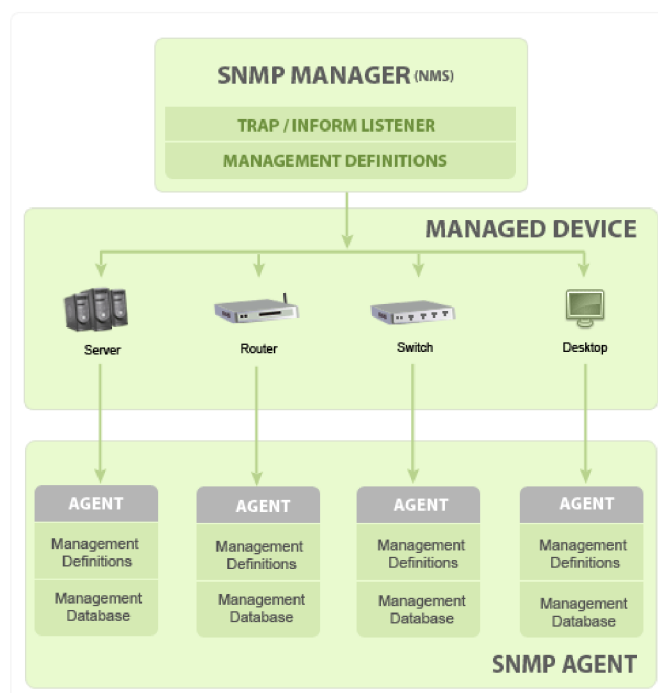 SNMP MANAGER (NMS)
TRAP / INFORM LISTENER
MANAGEMENT DEFINITIONS
MANAGED DEVICE
Server
Router
Switch
Desktop
AGENT
Management
Definitions
Management
Database
AGENT
Management
Definitions
Management
Database
AGENT
Management
Definitions
Management
Database
AGENT
Management
Definitions
Management
Database
SNMP AGENT